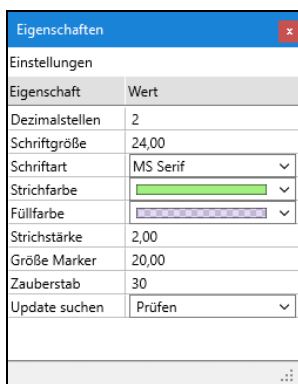 Eigenschaften
Einstellungen
Eigenschaft Wert
Dezimalstellen 2
Schriftgröße 24,00
Schriftart MS Serif
Strichfarbe
Füllfarbe
Strichstärke 2,00
Größe Marker 20,00
Zauberstab 30
Update suchen Prüfen